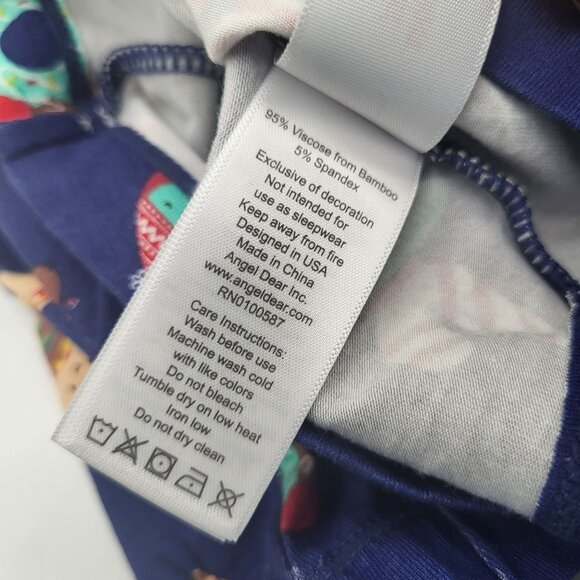 95% Viscose from Bamboo
5% Spandex
Exclusive of decoration
Not intended for
use as sleepwear
Keep away from fire
Designed in USA
Made in China
Angel Dear Inc.
www.angeldear.com
RN0100587
Care Instructions:
Wash before use
Machine wash cold
with like colors
Do not bleach
Tumble dry on low heat
Iron low
Do not dry clean